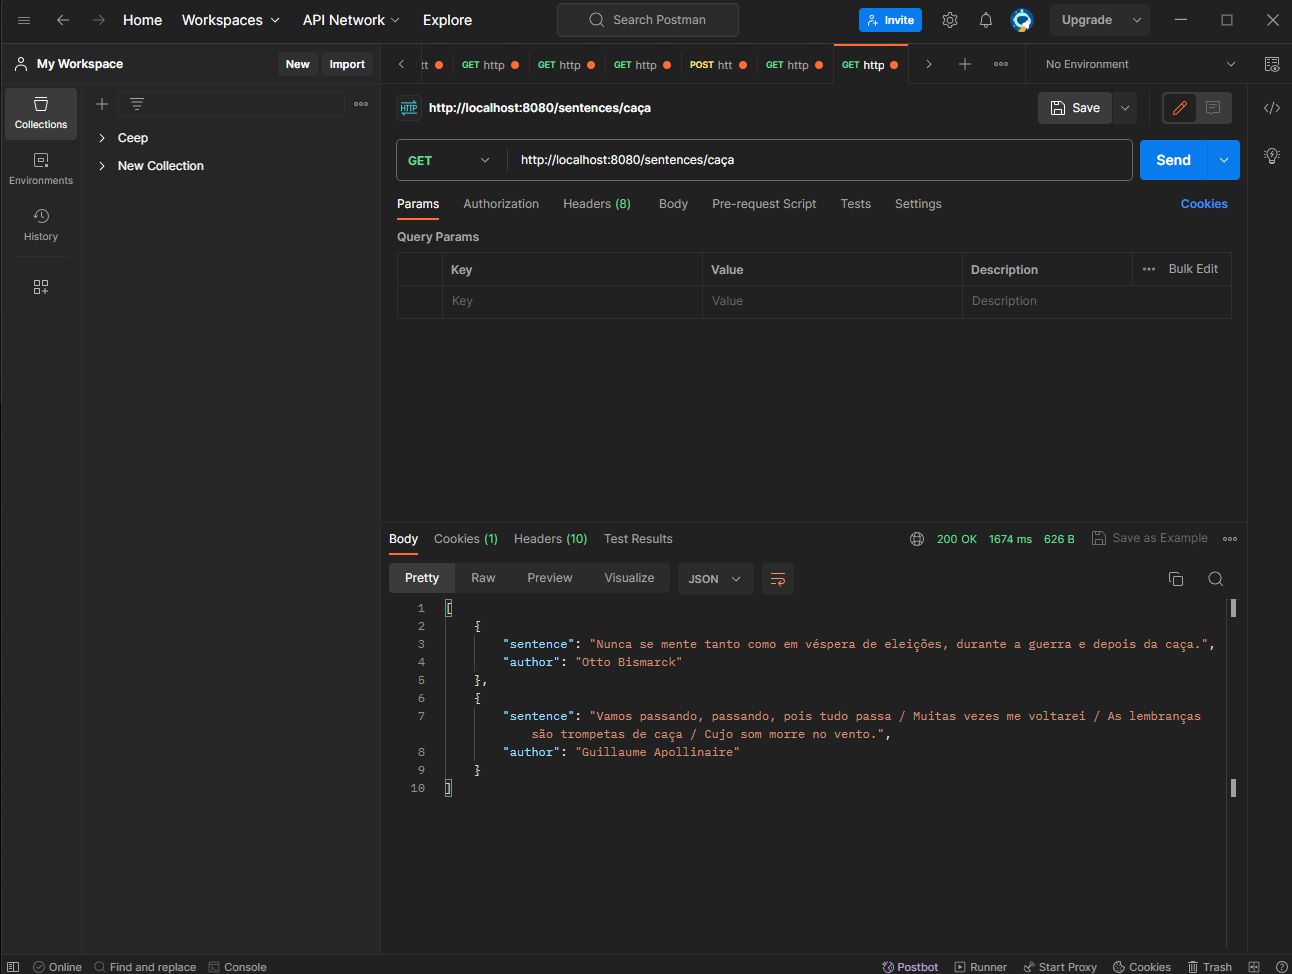 Home Workspaces API Network Explore Search Postman Invite Upgrade
My Workspace New Import tt GET http GET http GET http POST htt GET http GET http No Environment
Collections
Environments
History
Ceep
New Collection
HTTP http://localhost:8080/sentences/caça Save
GET http://localhost:8080/sentences/caça Send
Params Authorization Headers (8) Body Pre-request Script Tests Settings Cookies
Query Params
Key Value Description Bulk Edit
Key Value Description
Body Cookies (1) Headers (10) Test Results 200 OK 1674 ms 626 B Save as Example
Pretty Raw Preview Visualize JSON
1 [
2 {
3 "sentence": "Nunca se mente tanto como em véspera de eleições, durante a guerra e depois da caça.",
4 "author": "Otto Bismarck"
5 },
6 {
7 "sentence": "Vamos passando, passando, pois tudo passa / Muitas vezes me voltarei / As lembranças
são trompetas de caça / Cujo som morre no vento.",
8 "author": "Guillaume Apollinaire"
9 }
10 ]
Online Find and replace Console Postbot Runner Start Proxy Cookies Trash